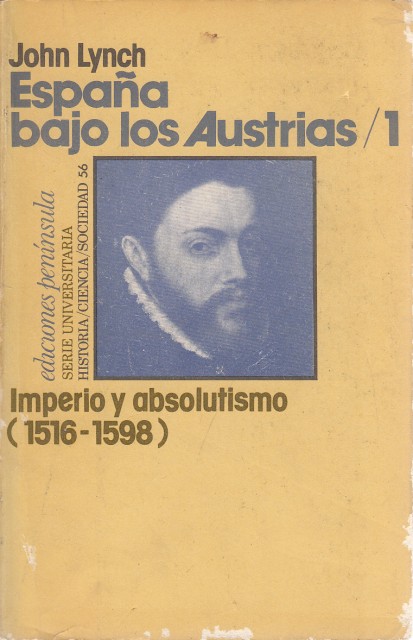 John Lynch
España
bajo los Austrias/1
ediciones península
SERIE UNIVERSITARIA
HISTORIA/CIENCIA/SOCIEDAD 56
Imperio y absolutismo
(1516-1598)